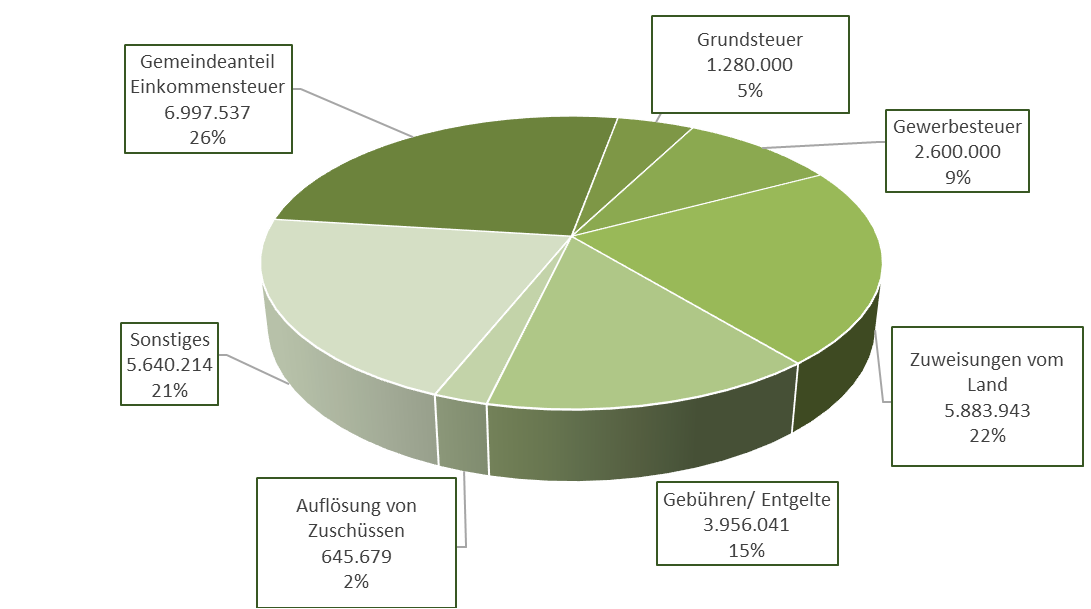 Gemeindeanteil
Einkommensteuer
6.997.537
26%
Grundsteuer
1.280.000
5%
Gewerbesteuer
2.600.000
9%
Zuweisungen vom
Land
5.883.943
22%
Gebühren/ Entgelte
3.956.041
15%
Auflösung von
Zuschüssen
645.679
2%
Sonstiges
5.640.214
21%